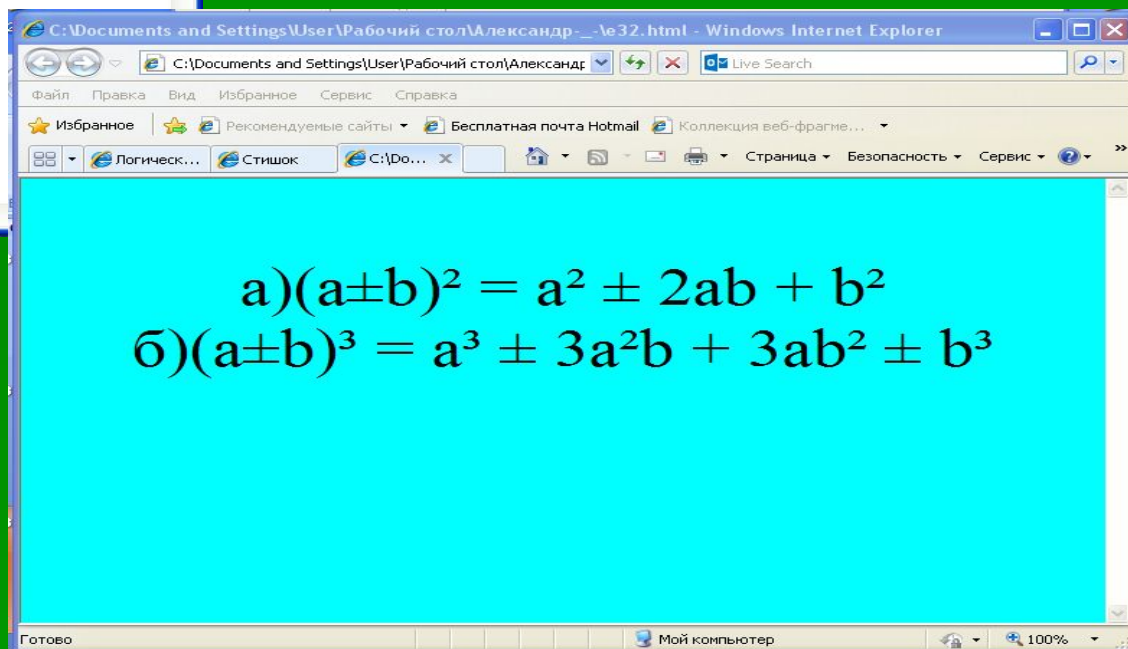 C:\Documents and Settings\User\Рабочий стол\Александр-_-\e32.html - Windows Internet Explorer
C:\Documents and Settings\User\Рабочий стол\Александр Live Search
Файл Правка Вид Избранное Сервис Справка
Избранное Рекомендуемые сайты Бесплатная почта Hotmail Коллекция веб-фрагме...
Логическ... Стишок C:\Do... Страница Безопасность Сервис »
а)(a±b)² = a² ± 2ab + b²
б)(a±b)³ = a³ ± 3a²b + 3ab² ± b³
Готово Мой компьютер 100%